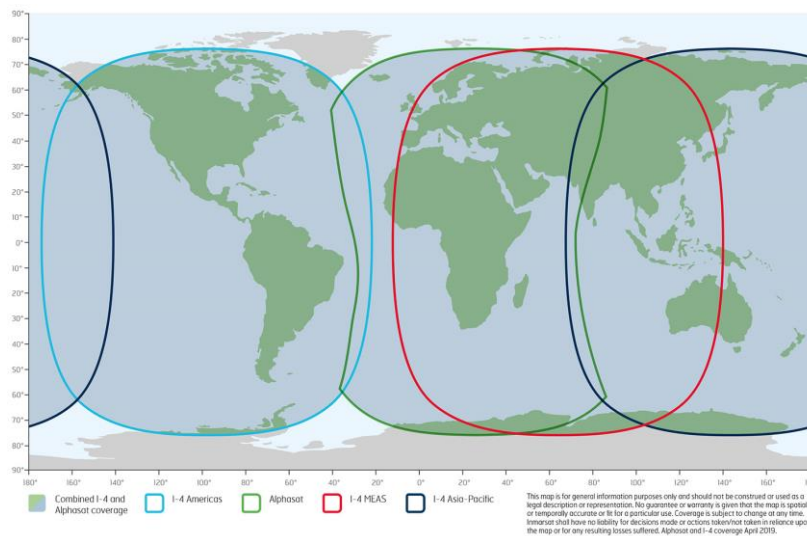 90°
80°
70°
60°
50°
40°
30°
20°
10°
0°
10°
20°
30°
40°
50°
60°
70°
80°
90°
180° 160° 140° 120° 100° 80° 60° 40° 20° 0° 20° 40° 60° 80° 100° 120° 140° 160° 180
Combined I-4 and
Alphasat coverage
I-4 Americas
Alphasat
I-4 MEAS
I-4 Asia-Pacific
This map is for general information purposes only and should not be construed or used as a
legal description or representation. No guarantee or warranty is given that the map is spatial
or temporally accurate or fit for a particular use. Coverage is subject to change at any time.
Inmarsat shall have no liability for decisions made or actions taken/not taken in reliance upo
the map or for any resulting losses suffered. Alphasat and I-4 coverage April 2019.